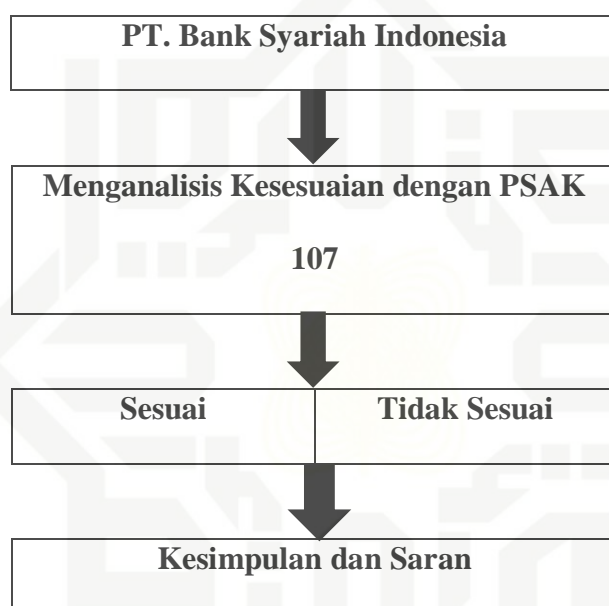 PT. Bank Syariah Indonesia
Menganalisis Kesesuaian dengan PSAK
107
Sesuai
Tidak Sesuai
Kesimpulan dan Saran